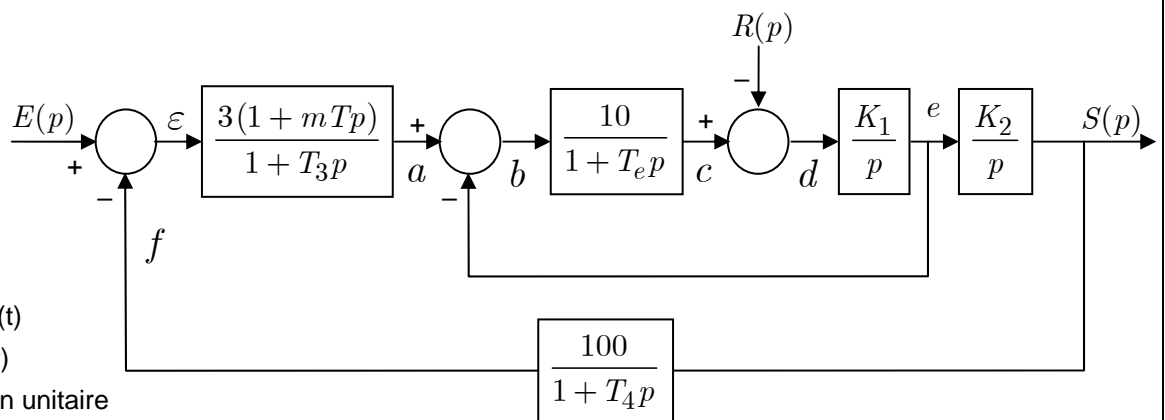 R(p)
−
E(p)
+
−
ε
3(1 + mTp)
1 + T₃p
+
a
−
b
10
1 + Tₑp
+
c
d
K₁
p
e
K₂
p
S(p)
f
(t)
)
n unitaire
100
1 + T₄p